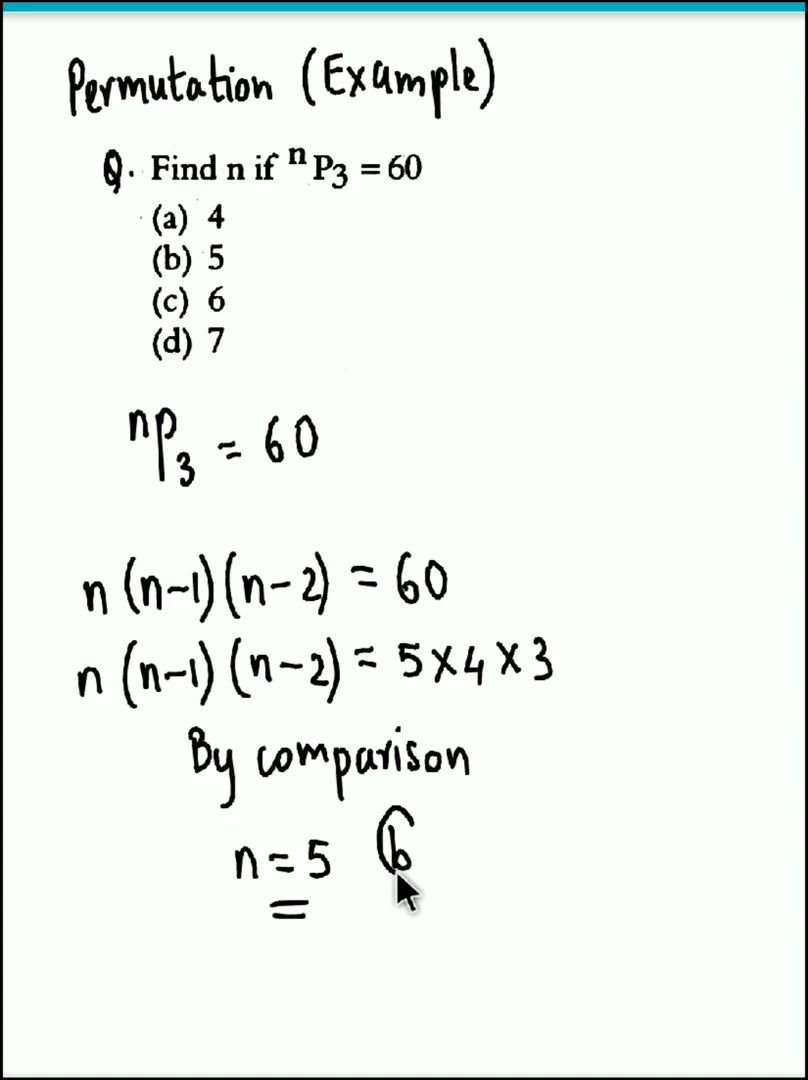 Permutation (Example)
Q. Find n if ⁿP₃ = 60
(a) 4
(b) 5
(c) 6
(d) 7
ⁿP₃ = 60
n (n-1)(n-2) = 60
n (n-1) (n-2) = 5×4×3
By comparison
n = 5 (b